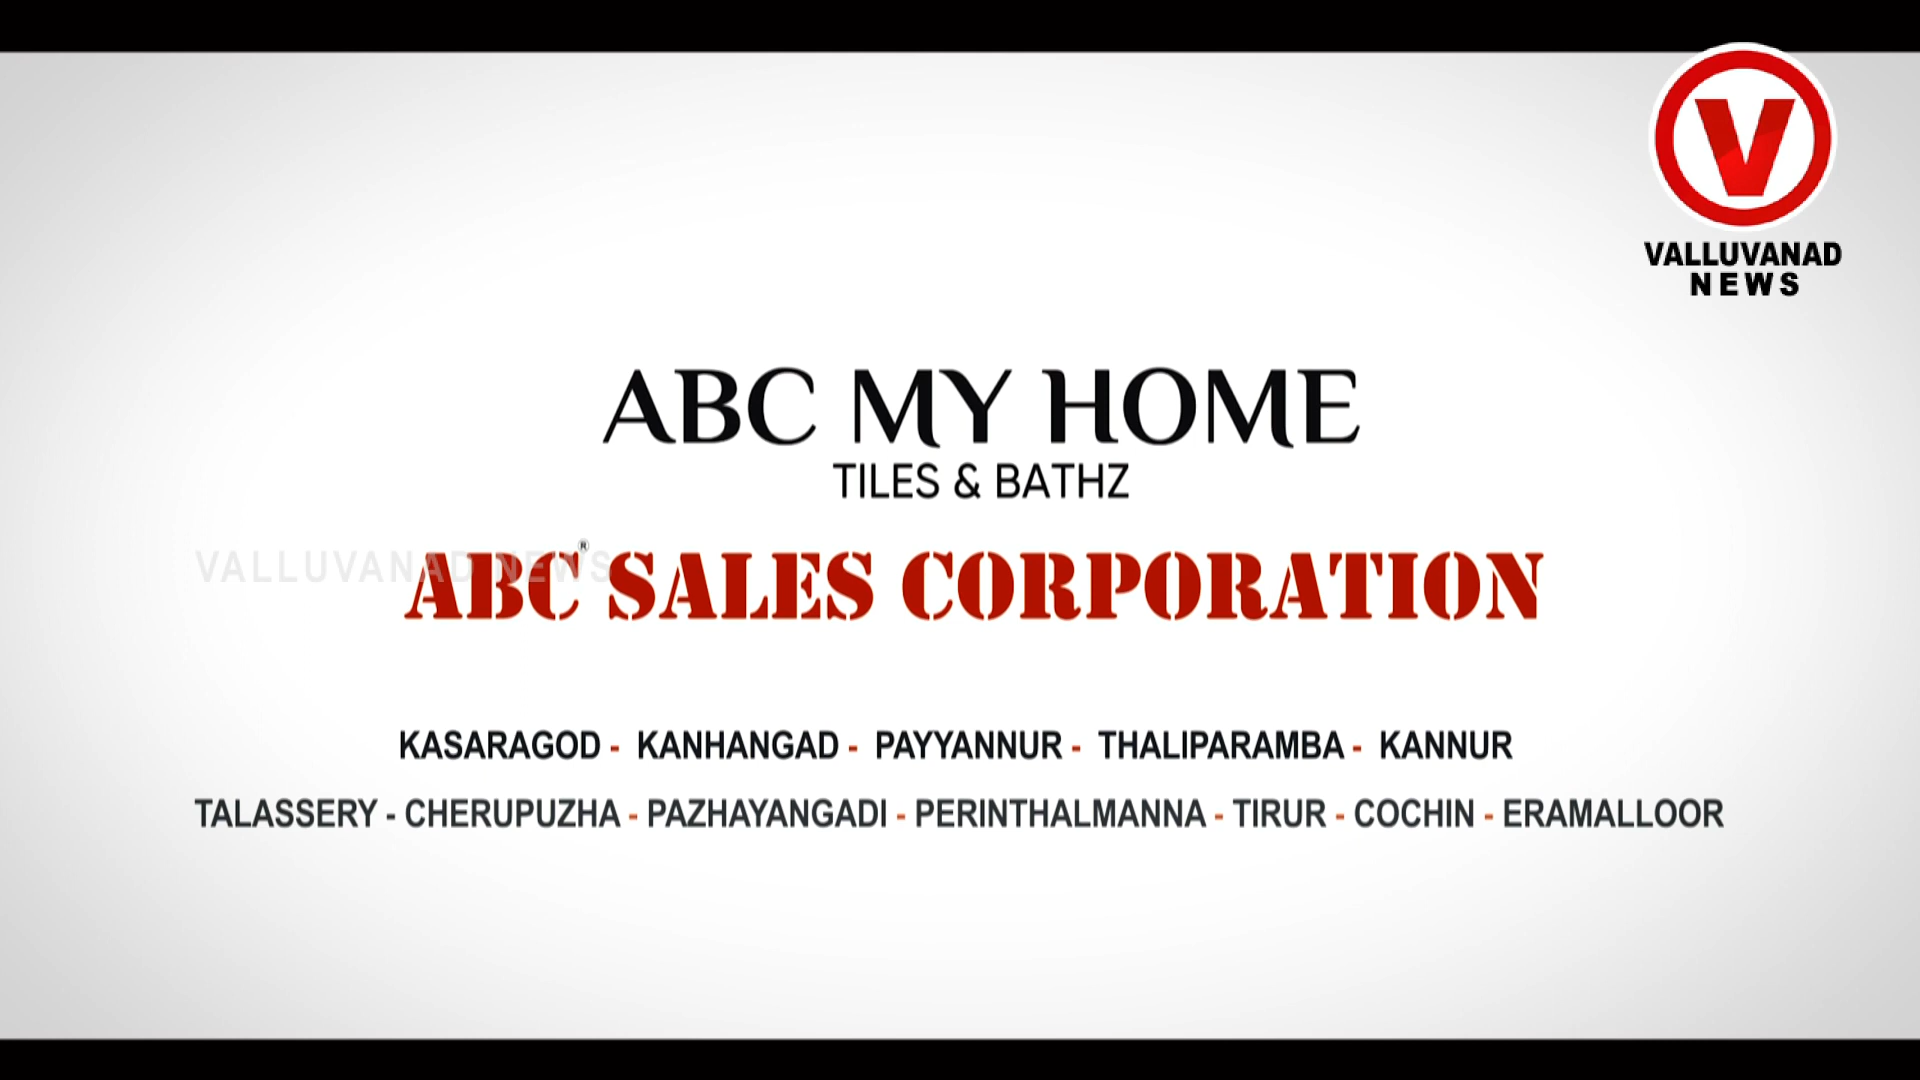 V
VALLUVANAD
NEWS
ABC MY HOME
TILES & BATHZ
VALLUVANAD NEWS
ABC® SALES CORPORATION
KASARAGOD - KANHANGAD - PAYYANNUR - THALIPARAMBA - KANNUR
TALASSERY - CHERUPUZHA - PAZHAYANGADI - PERINTHALMANNA - TIRUR - COCHIN - ERAMALLOOR